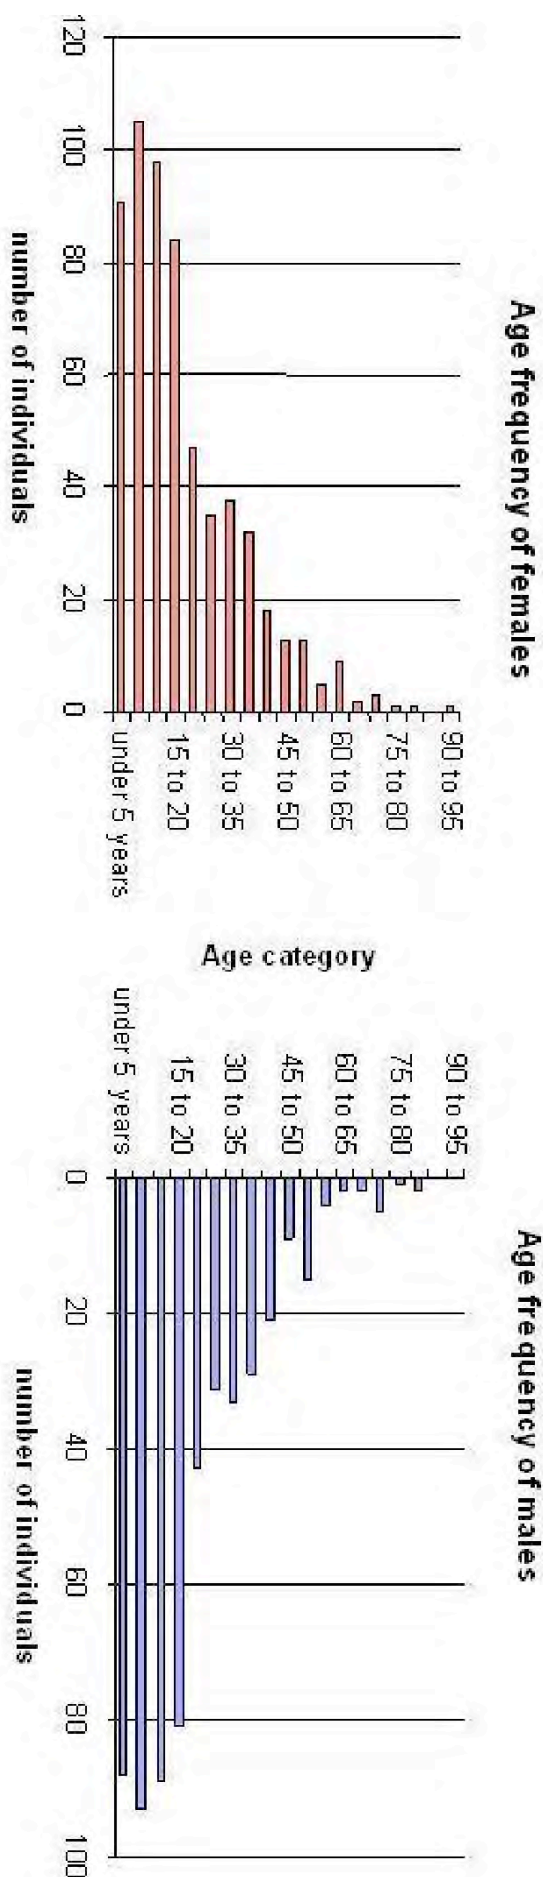 Age frequency of females
120
100
80
60
40
20
0
number of individuals
under 5 years
15 to 20
30 to 35
45 to 50
60 to 65
75 to 80
90 to 95
Age category
Age frequency of males
under 5 years
15 to 20
30 to 35
45 to 50
60 to 65
75 to 80
90 to 95
0
20
40
60
80
100
number of individuals